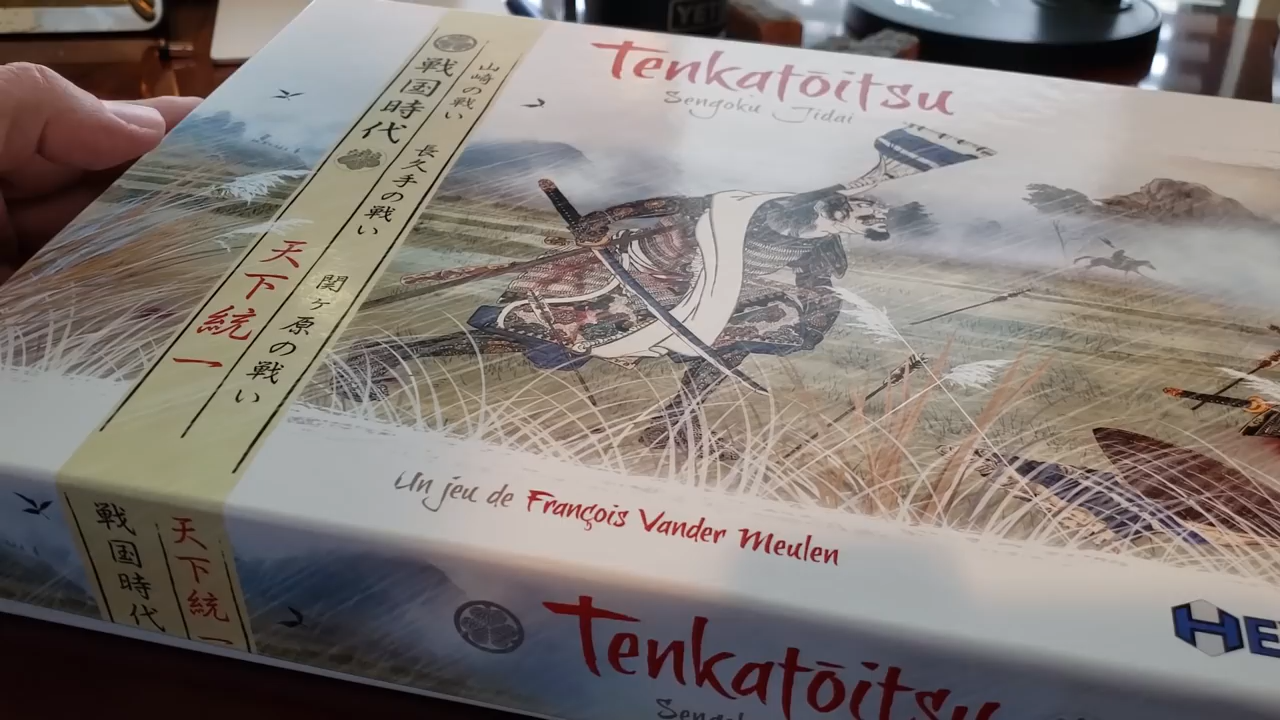 YETI
Tenkatōitsu
Sengoku Jidai
山崎の戦い
長久手の戦い
関ヶ原の戦い
戦国時代
天下統一
Un jeu de François Vander Meulen
天下統一
戦国時代
Tenkatōitsu